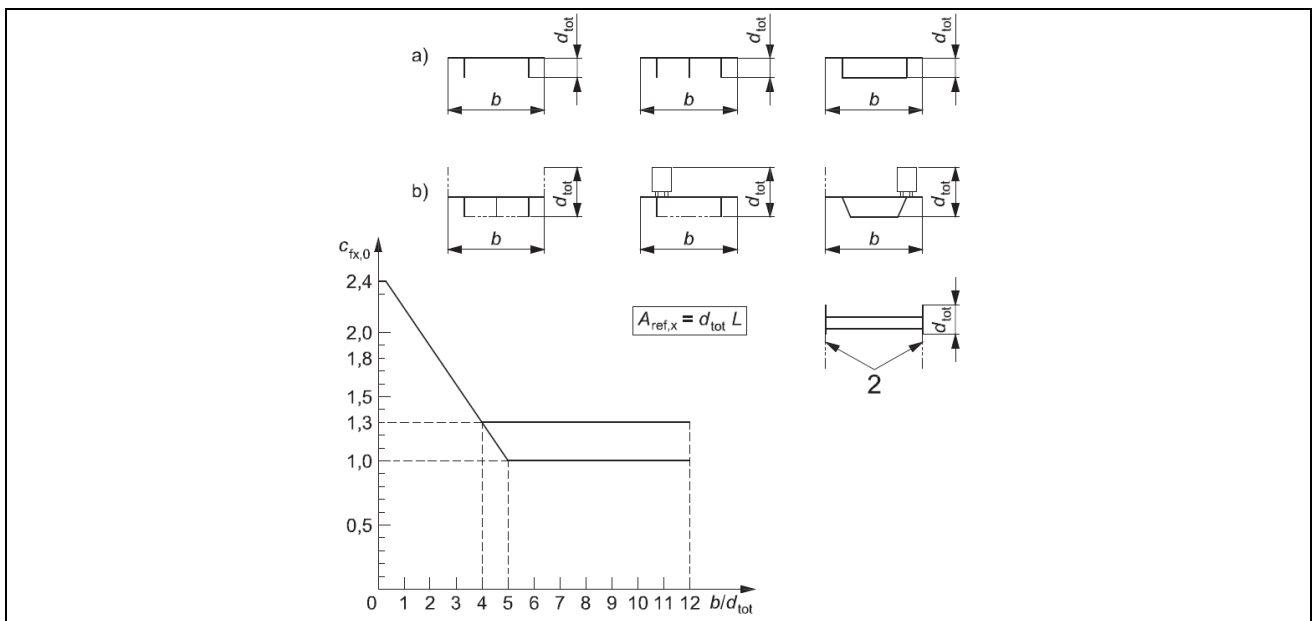 a)
d_tot
d_tot
d_tot
b
b
b
b)
d_tot
d_tot
d_tot
b
b
b
c_fx,0
2,4
2,0
1,8
1,5
1,3
1,0
0,5
A_ref,x = d_tot L
d_tot
2
0 1 2 3 4 5 6 7 8 9 10 11 12 b/d_tot